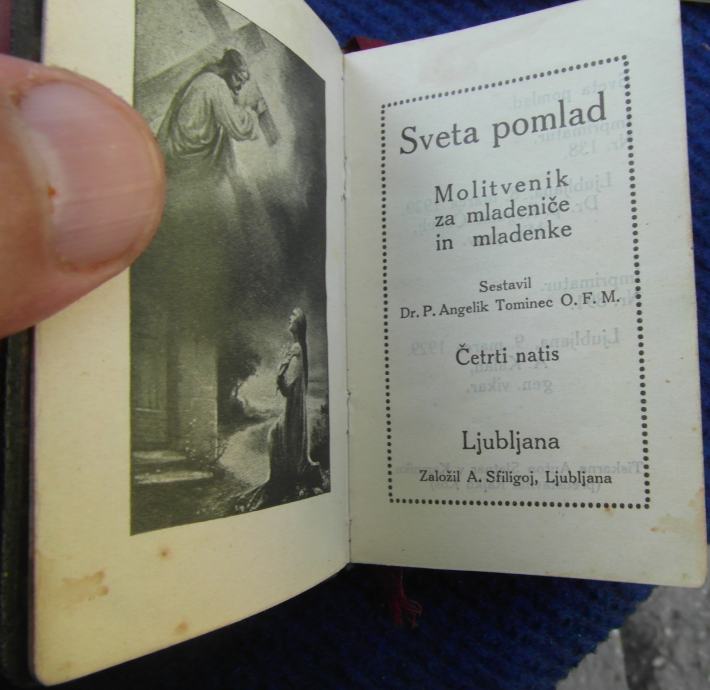 Sveta pomlad
Molitvenik
za mladeniče
in mladenke
Sestavil
Dr. P. Angelik Tominec O. F. M.
Četrti natis
Ljubljana
Založil A. Sfiligoj, Ljubljana